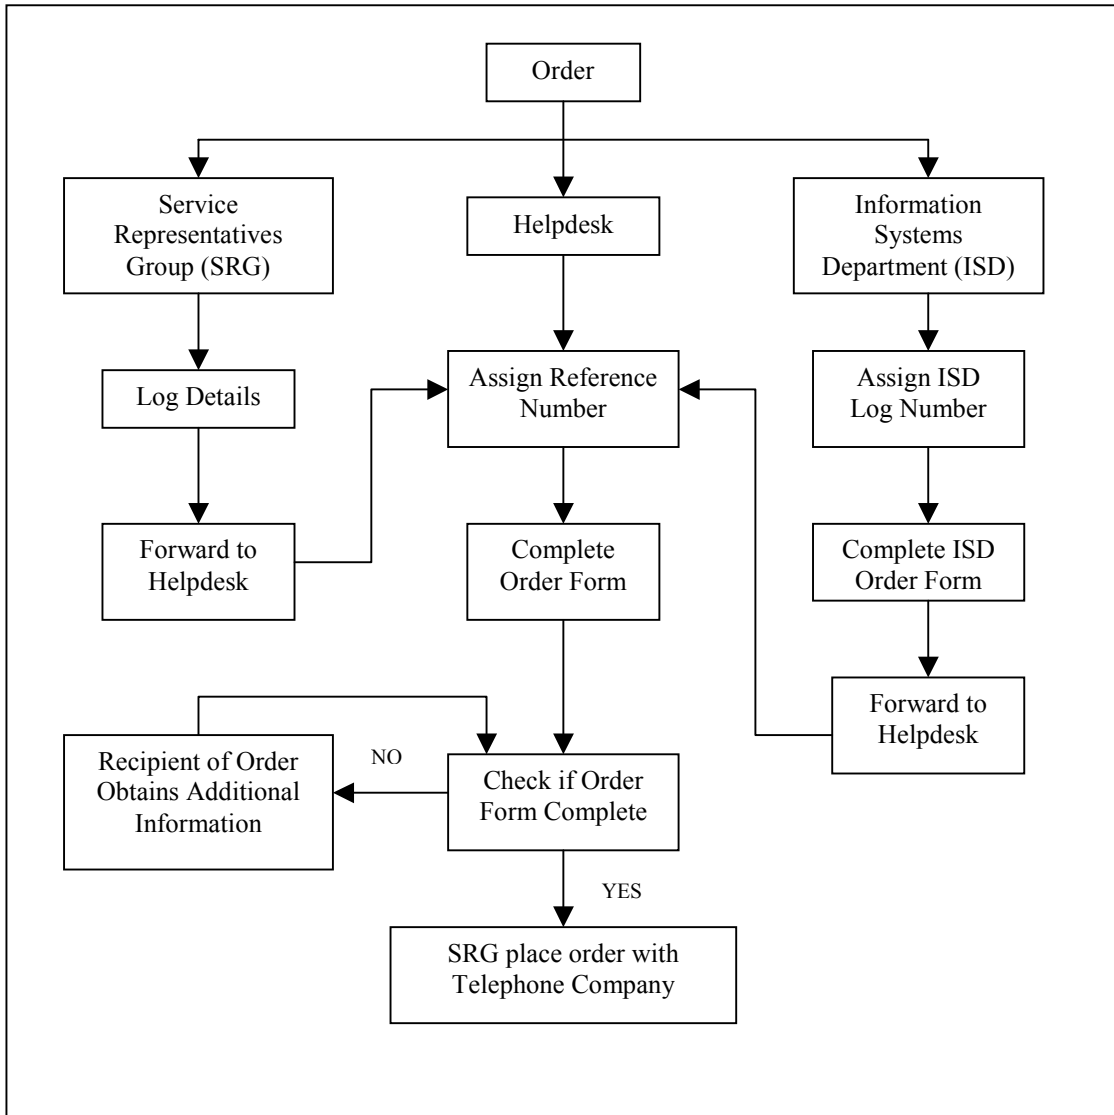 Order
Service
Representatives
Group (SRG)
Helpdesk
Information
Systems
Department (ISD)
Log Details
Assign Reference
Number
Assign ISD
Log Number
Forward to
Helpdesk
Complete
Order Form
Complete ISD
Order Form
Forward to
Helpdesk
Recipient of Order
Obtains Additional
Information
NO
Check if Order
Form Complete
YES
SRG place order with
Telephone Company